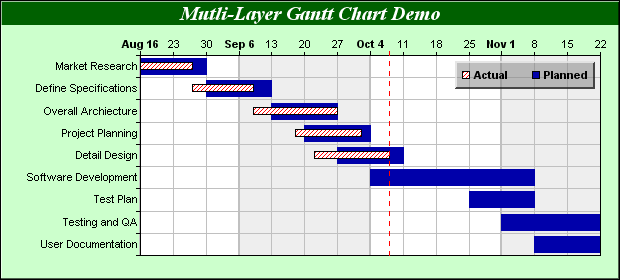 Mutli-Layer Gantt Chart Demo
Aug 16 23 30 Sep 6 13 20 27 Oct 4 11 18 25 Nov 1 8 15 22
Market Research
Actual Planned
Define Specifications
Overall Archiecture
Project Planning
Detail Design
Software Development
Test Plan
Testing and QA
User Documentation